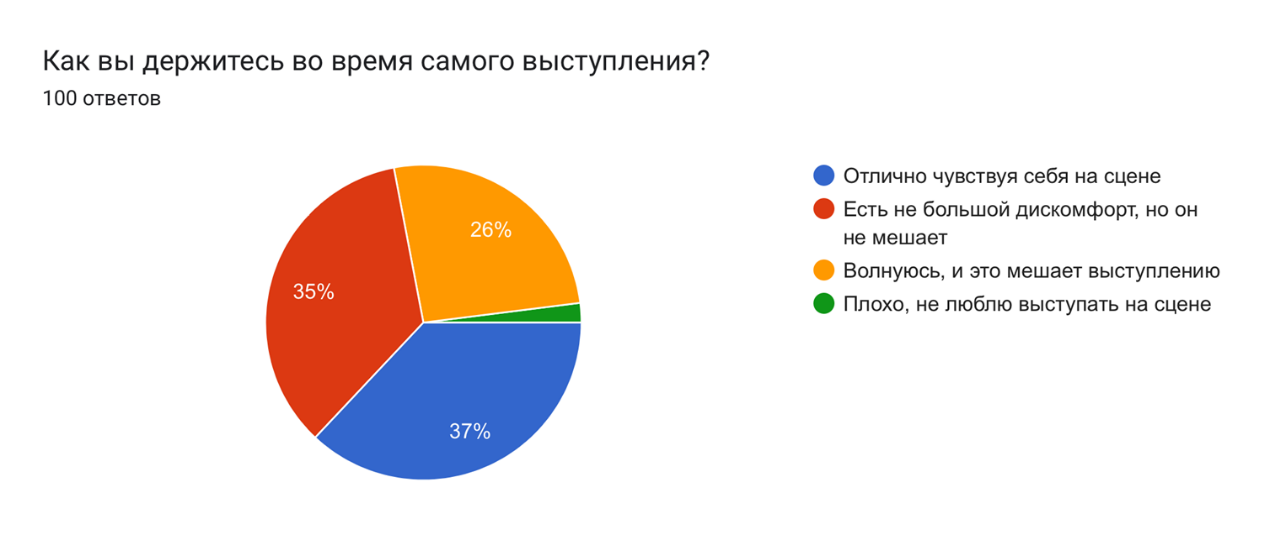 Как вы держитесь во время самого выступления?
100 ответов
26%
35%
37%
Отлично чувствуя себя на сцене
Есть не большой дискомфорт, но он
не мешает
Волнуюсь, и это мешает выступлению
Плохо, не люблю выступать на сцене